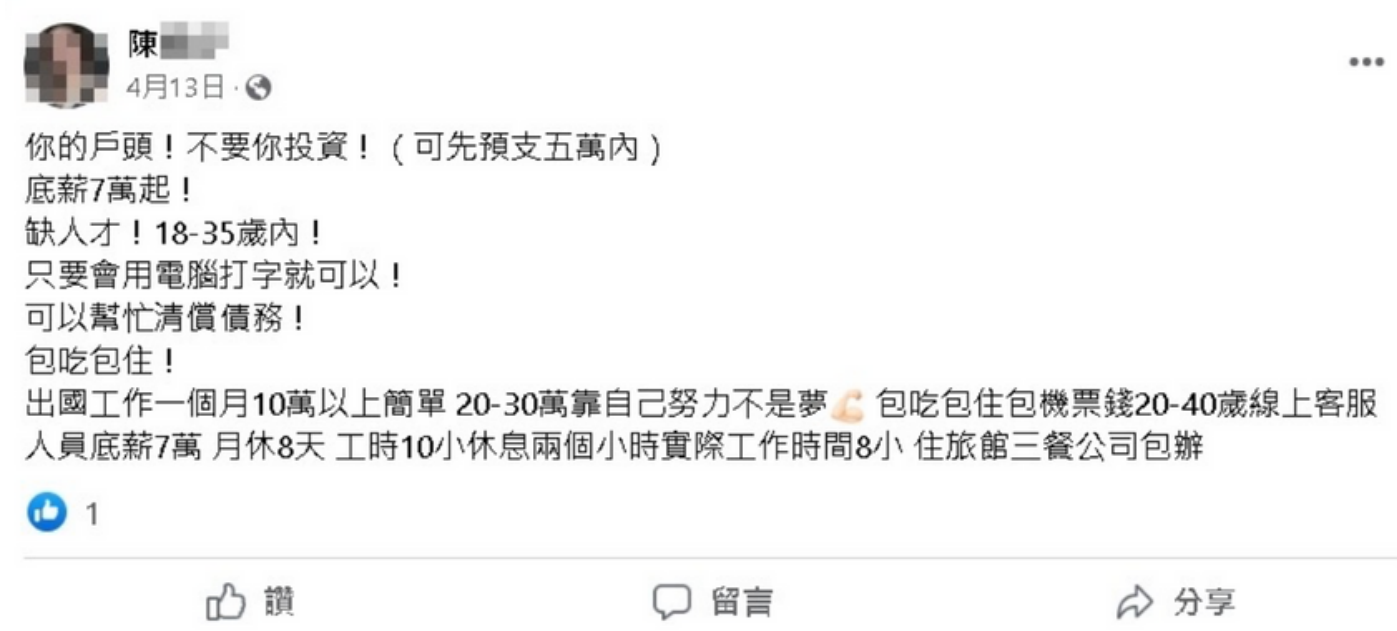 陳
4月13日 ·
你的戶頭！不要你投資！（可先預支五萬內）
底薪7萬起！
缺人才！18-35歲內！
只要會用電腦打字就可以！
可以幫忙清償債務！
包吃包住！
出國工作一個月10萬以上簡單 20-30萬靠自己努力不是夢💪🏻 包吃包住包機票錢20-40歲線上客服
人員底薪7萬 月休8天 工時10小休息兩個小時實際工作時間8小 住旅館三餐公司包辦
1
讚 留言 分享